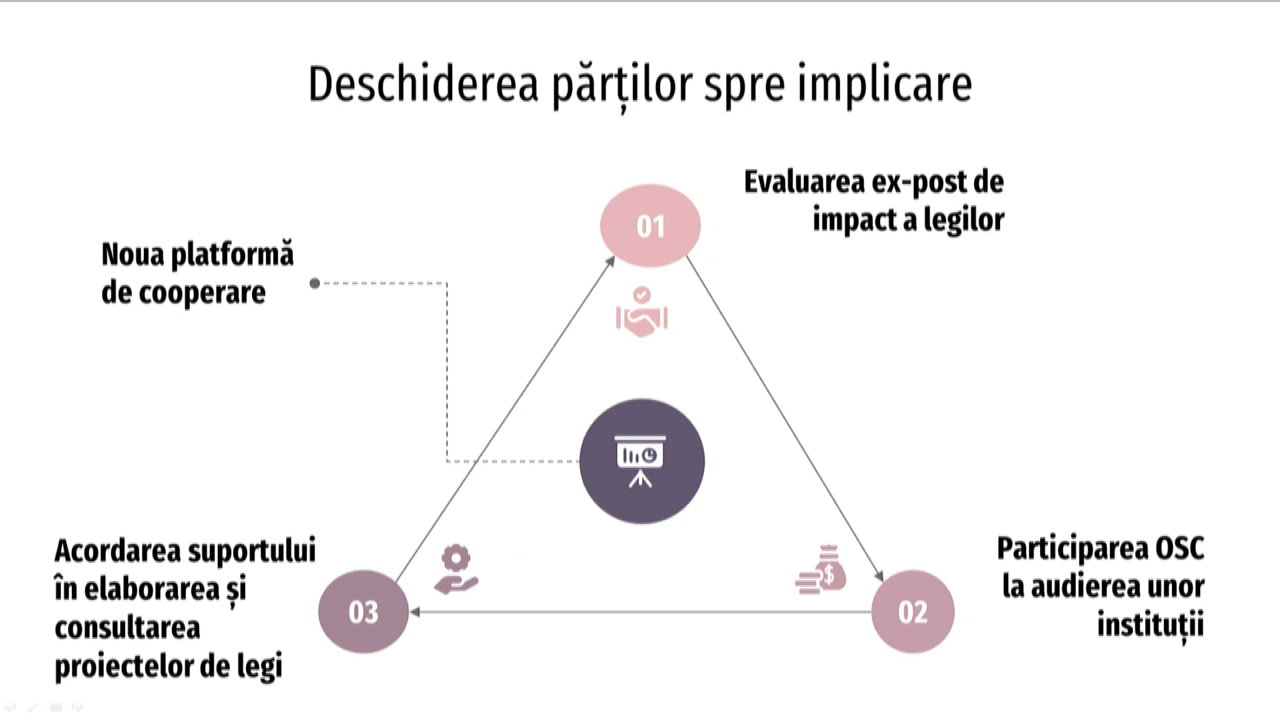 Deschiderea părților spre implicare
Evaluarea ex-post de
impact a legilor
01
Noua platformă
de cooperare
$
Acordarea suportului
în elaborarea și
consultarea
proiectelor de legi
03
02
Participarea OSC
la audierea unor
instituții